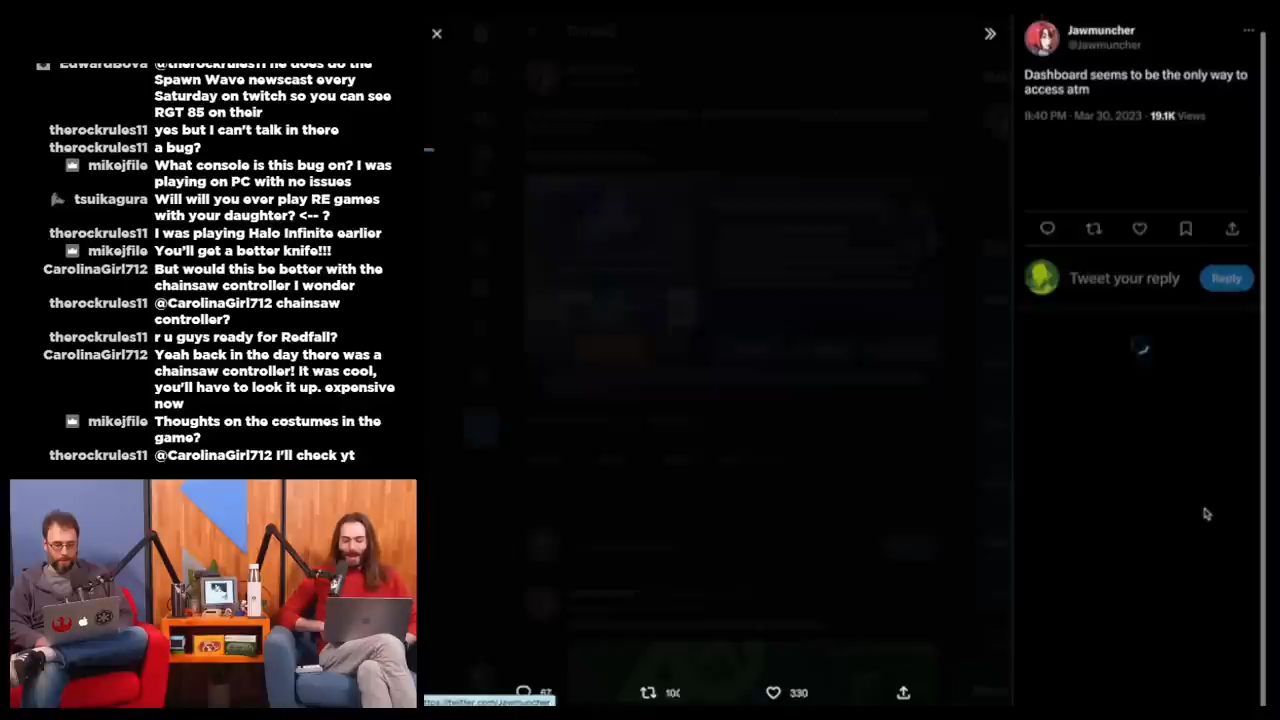 EdwardBova @therockrules11 he does do the
Spawn Wave newscast every
Saturday on twitch so you can see
RGT 85 on their
therockrules11 yes but I can't talk in there
therockrules11 a bug?
mikejfile What console is this bug on? I was
playing on PC with no issues
tsuikagura Will will you ever play RE games
with your daughter? <-- ?
therockrules11 I was playing Halo Infinite earlier
mikejfile You'll get a better knife!!!
CarolinaGirl712 But would this be better with the
chainsaw controller I wonder
therockrules11 @CarolinaGirl712 chainsaw
controller?
therockrules11 r u guys ready for Redfall?
CarolinaGirl712 Yeah back in the day there was a
chainsaw controller! It was cool,
you'll have to look it up. expensive
now
mikejfile Thoughts on the costumes in the
game?
therockrules11 @CarolinaGirl712 I'll check yt
67
100
330
https://twitter.com/Jawmuncher
Jawmuncher
@Jawmuncher
Dashboard seems to be the only way to
access atm
8:40 PM · Mar 30, 2023 · 19.1K Views
Tweet your reply
Reply